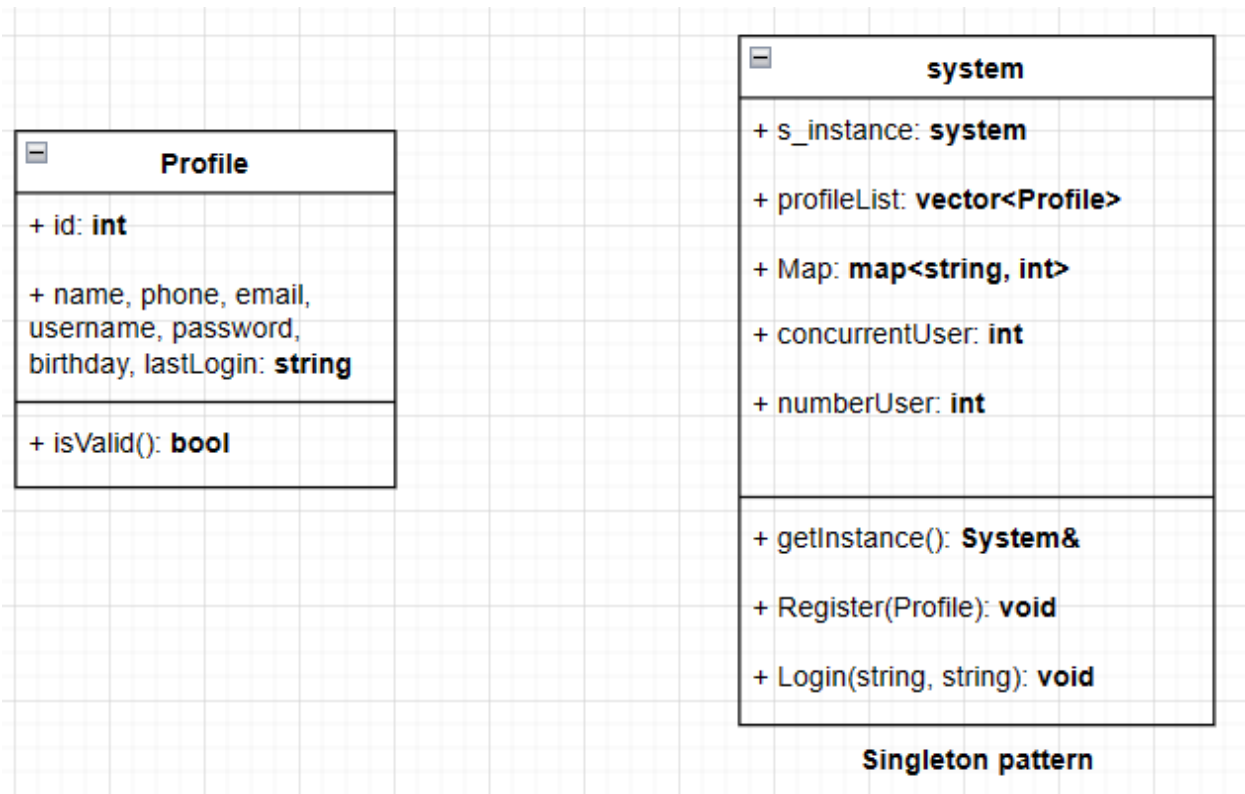 Profile
+ id: int
+ name, phone, email,
username, password,
birthday, lastLogin: string
+ isValid(): bool
system
+ s_instance: system
+ profileList: vector<Profile>
+ Map: map<string, int>
+ concurrentUser: int
+ numberUser: int
+ getInstance(): System&
+ Register(Profile): void
+ Login(string, string): void
Singleton pattern